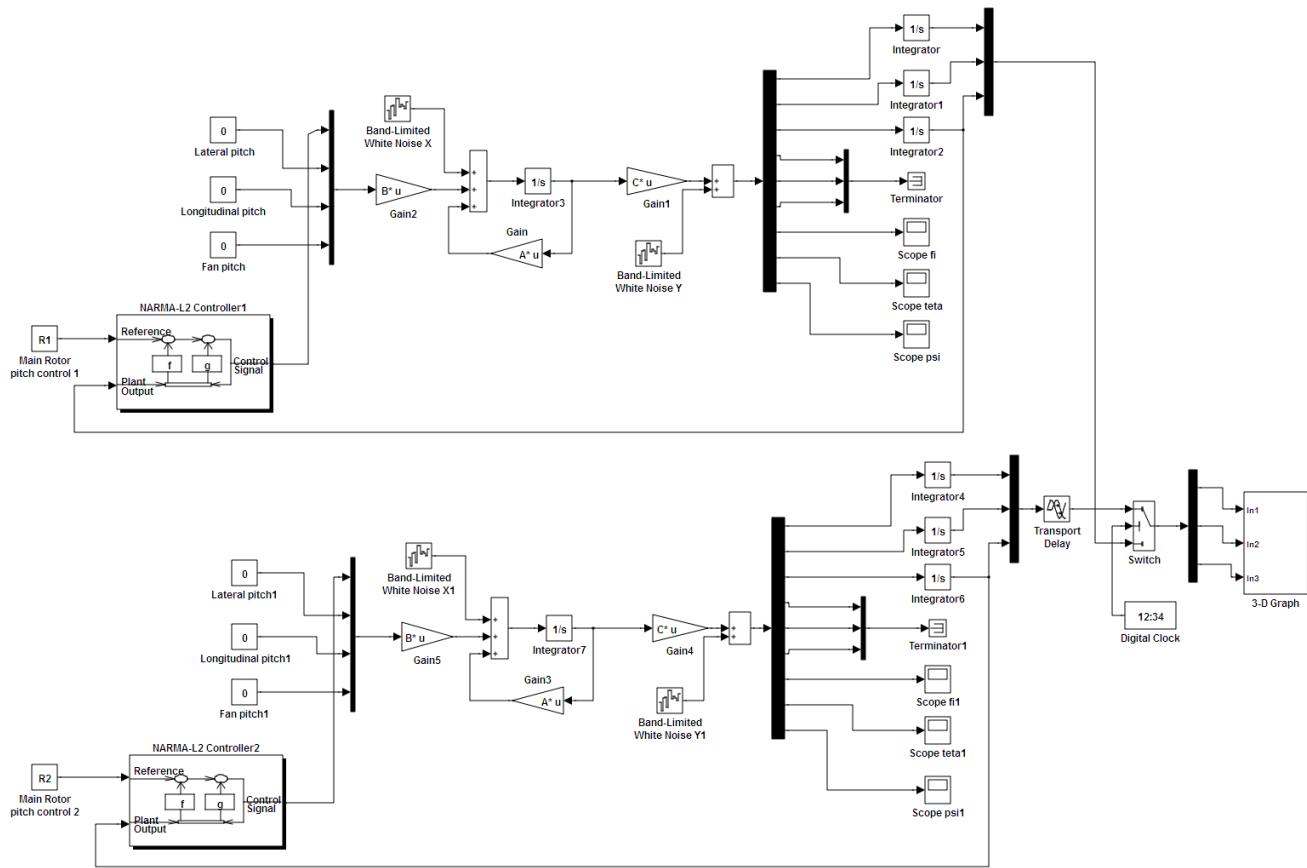 1/s
Integrator
1/s
Integrator1
1/s
Integrator2
Band-Limited
White Noise X
0
Lateral pitch
0
Longitudinal pitch
0
Fan pitch
B* u
Gain2
+
+
+
1/s
Integrator3
Gain
A* u
C* u
Gain1
+
+
Band-Limited
White Noise Y
Terminator
Scope fi
Scope teta
Scope psi
NARMA-L2 Controller1
R1
Main Rotor
pitch control 1
Reference
f
g
Control
Signal
Plant
Output
1/s
Integrator4
1/s
Integrator5
1/s
Integrator6
Transport
Delay
Switch
In1
In2
In3
3-D Graph
12:34
Digital Clock
Band-Limited
White Noise X1
0
Lateral pitch1
0
Longitudinal pitch1
0
Fan pitch1
B* u
Gain5
+
+
+
1/s
Integrator7
Gain3
A* u
C* u
Gain4
+
+
Band-Limited
White Noise Y1
Terminator1
Scope fi1
Scope teta1
Scope psi1
NARMA-L2 Controller2
R2
Main Rotor
pitch control 2
Reference
f
g
Control
Signal
Plant
Output